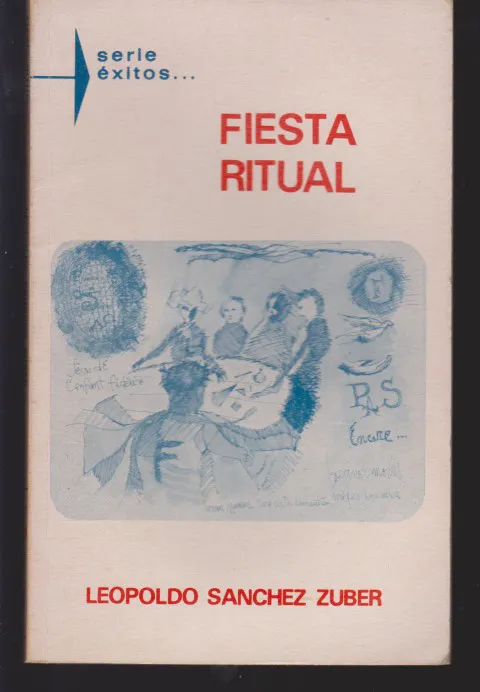 serie
éxitos...
FIESTA
RITUAL
Encore...
LEOPOLDO SANCHEZ ZUBER